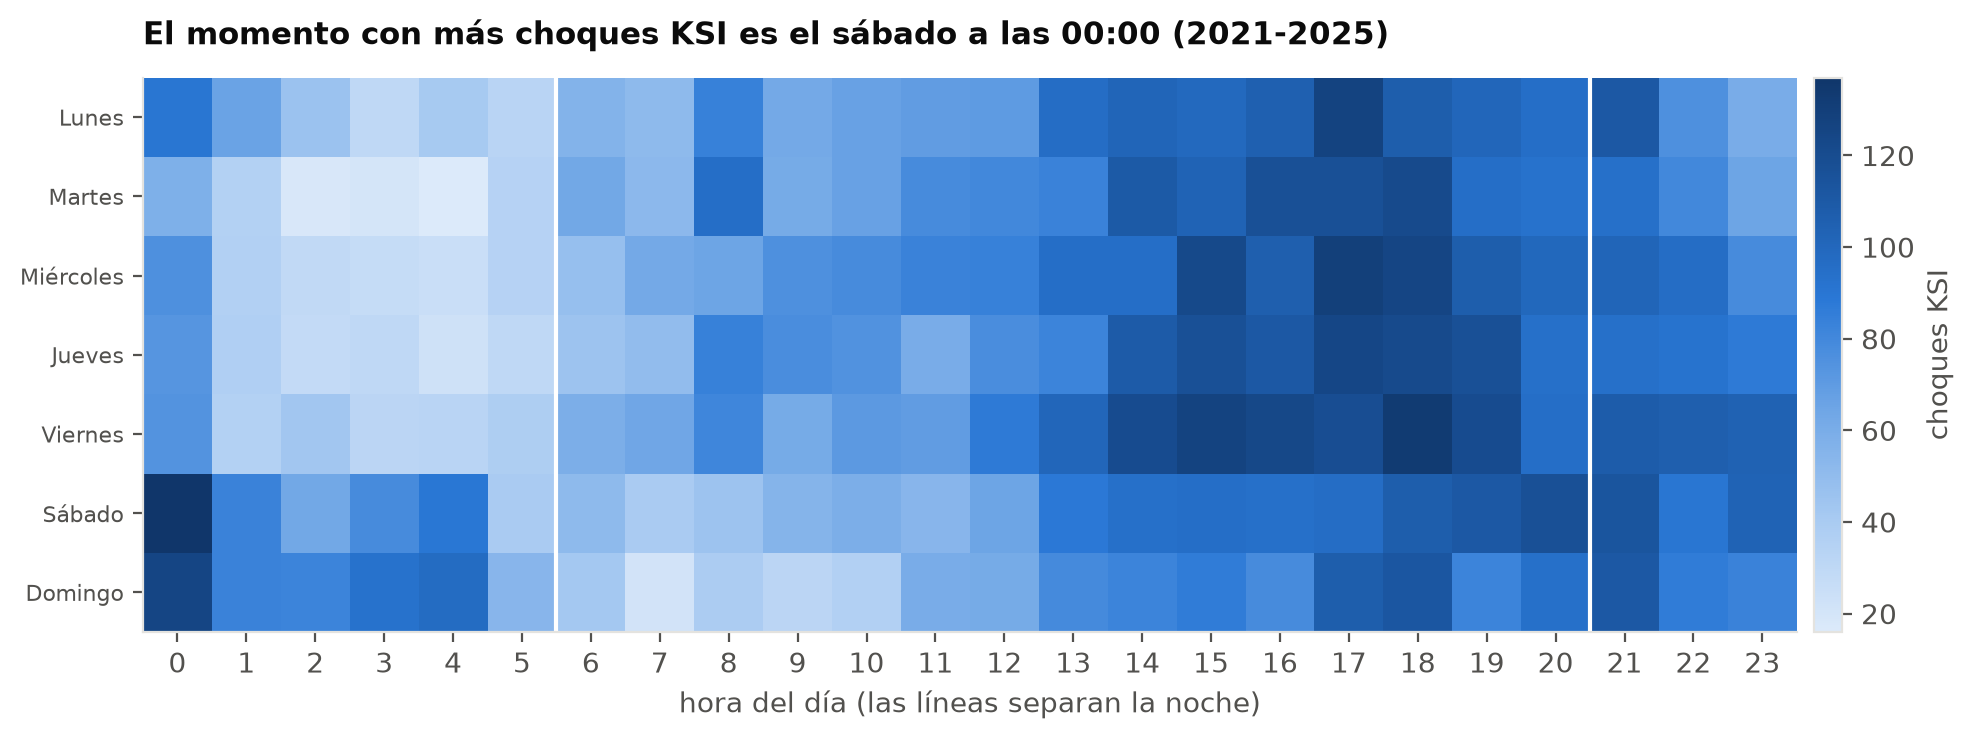 El momento con más choques KSI es el sábado a las 00:00 (2021-2025)
Lunes
Martes
Miércoles
Jueves
Viernes
Sábado
Domingo
0 1 2 3 4 5 6 7 8 9 10 11 12 13 14 15 16 17 18 19 20 21 22 23
hora del día (las líneas separan la noche)
120
100
80
60
40
20
choques KSI